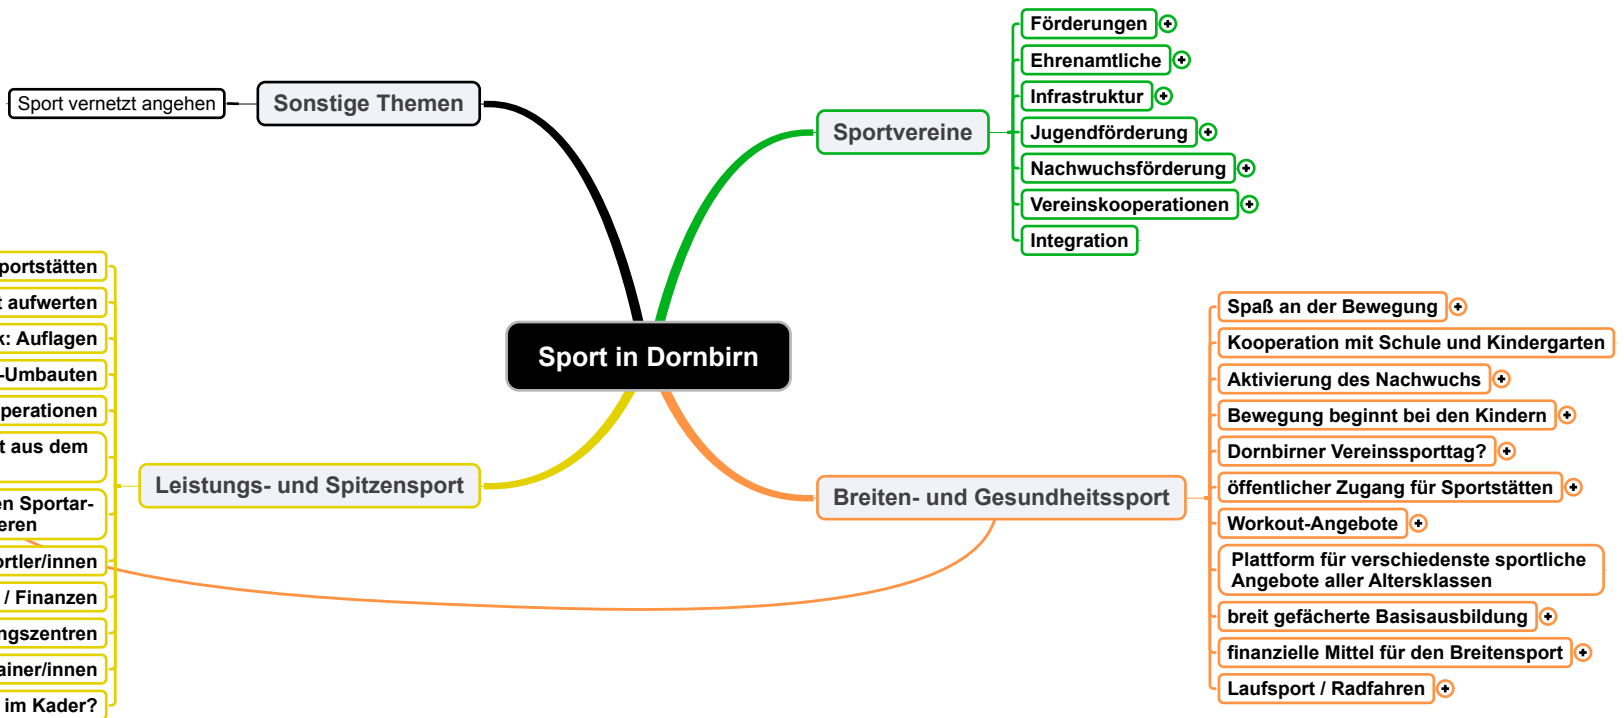 Sport in Dornbirn
Sportvereine
Förderungen
Ehrenamtliche
Infrastruktur
Jugendförderung
Nachwuchsförderung
Vereinskooperationen
Integration
Breiten- und Gesundheitssport
Spaß an der Bewegung
Kooperation mit Schule und Kindergarten
Aktivierung des Nachwuchs
Bewegung beginnt bei den Kindern
Dornbirner Vereinssporttag?
öffentlicher Zugang für Sportstätten
Workout-Angebote
Plattform für verschiedenste sportliche
Angebote aller Altersklassen
breit gefächerte Basisausbildung
finanzielle Mittel für den Breitensport
Laufsport / Radfahren
Sonstige Themen
Sport vernetzt angehen
Leistungs- und Spitzensport
portstätten
t aufwerten
: Auflagen
-Umbauten
perationen
t aus dem
en Sportar-
eren
ortler/innen
/ Finanzen
ngszentren
ainer/innen
im Kader?